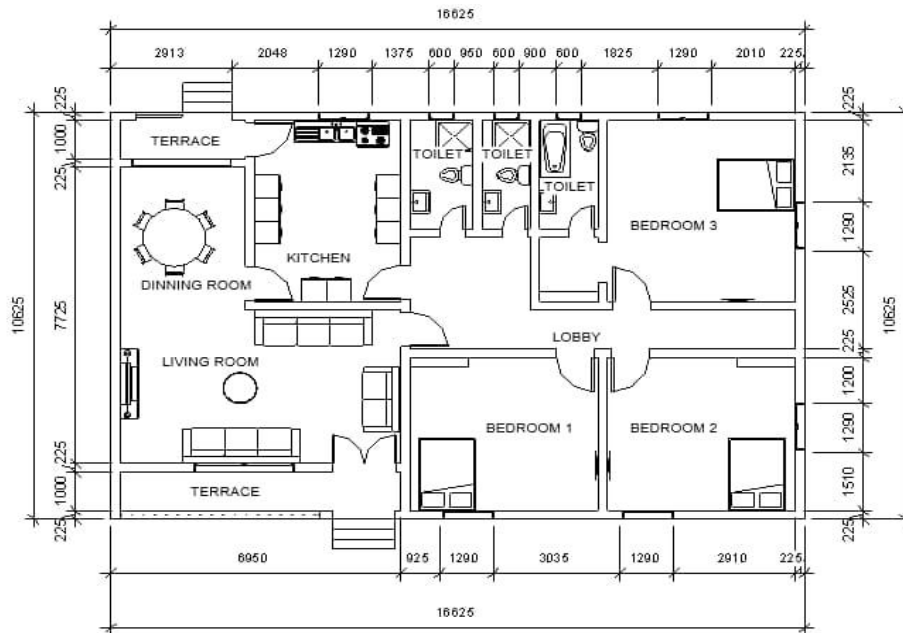 16625
2913 2048 1290 1375 600 950 600 900 600 1825 1290 2010 225
225 225
1000
TERRACE
TOILET TOILET
TOILET
2135
225
BEDROOM 3
1290
KITCHEN
DINNING ROOM
10625 7725 2525 10625
LOBBY
225
LIVING ROOM
1200
BEDROOM 1 BEDROOM 2
1290
225
TERRACE
1000 1510
225 225
6950 925 1290 3035 1290 2910 225
16625